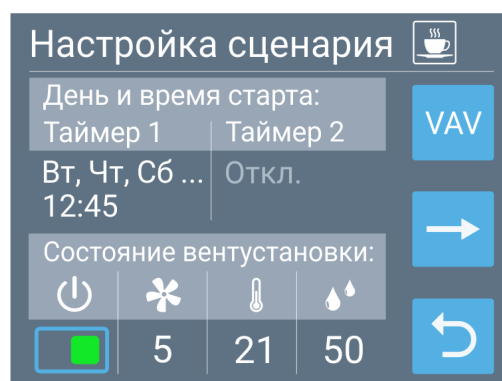 Настройка сценария
День и время старта:
Таймер 1 Таймер 2
VAV
Вт, Чт, Сб ... Откл.
12:45
Состояние вентустановки:
5 21 50